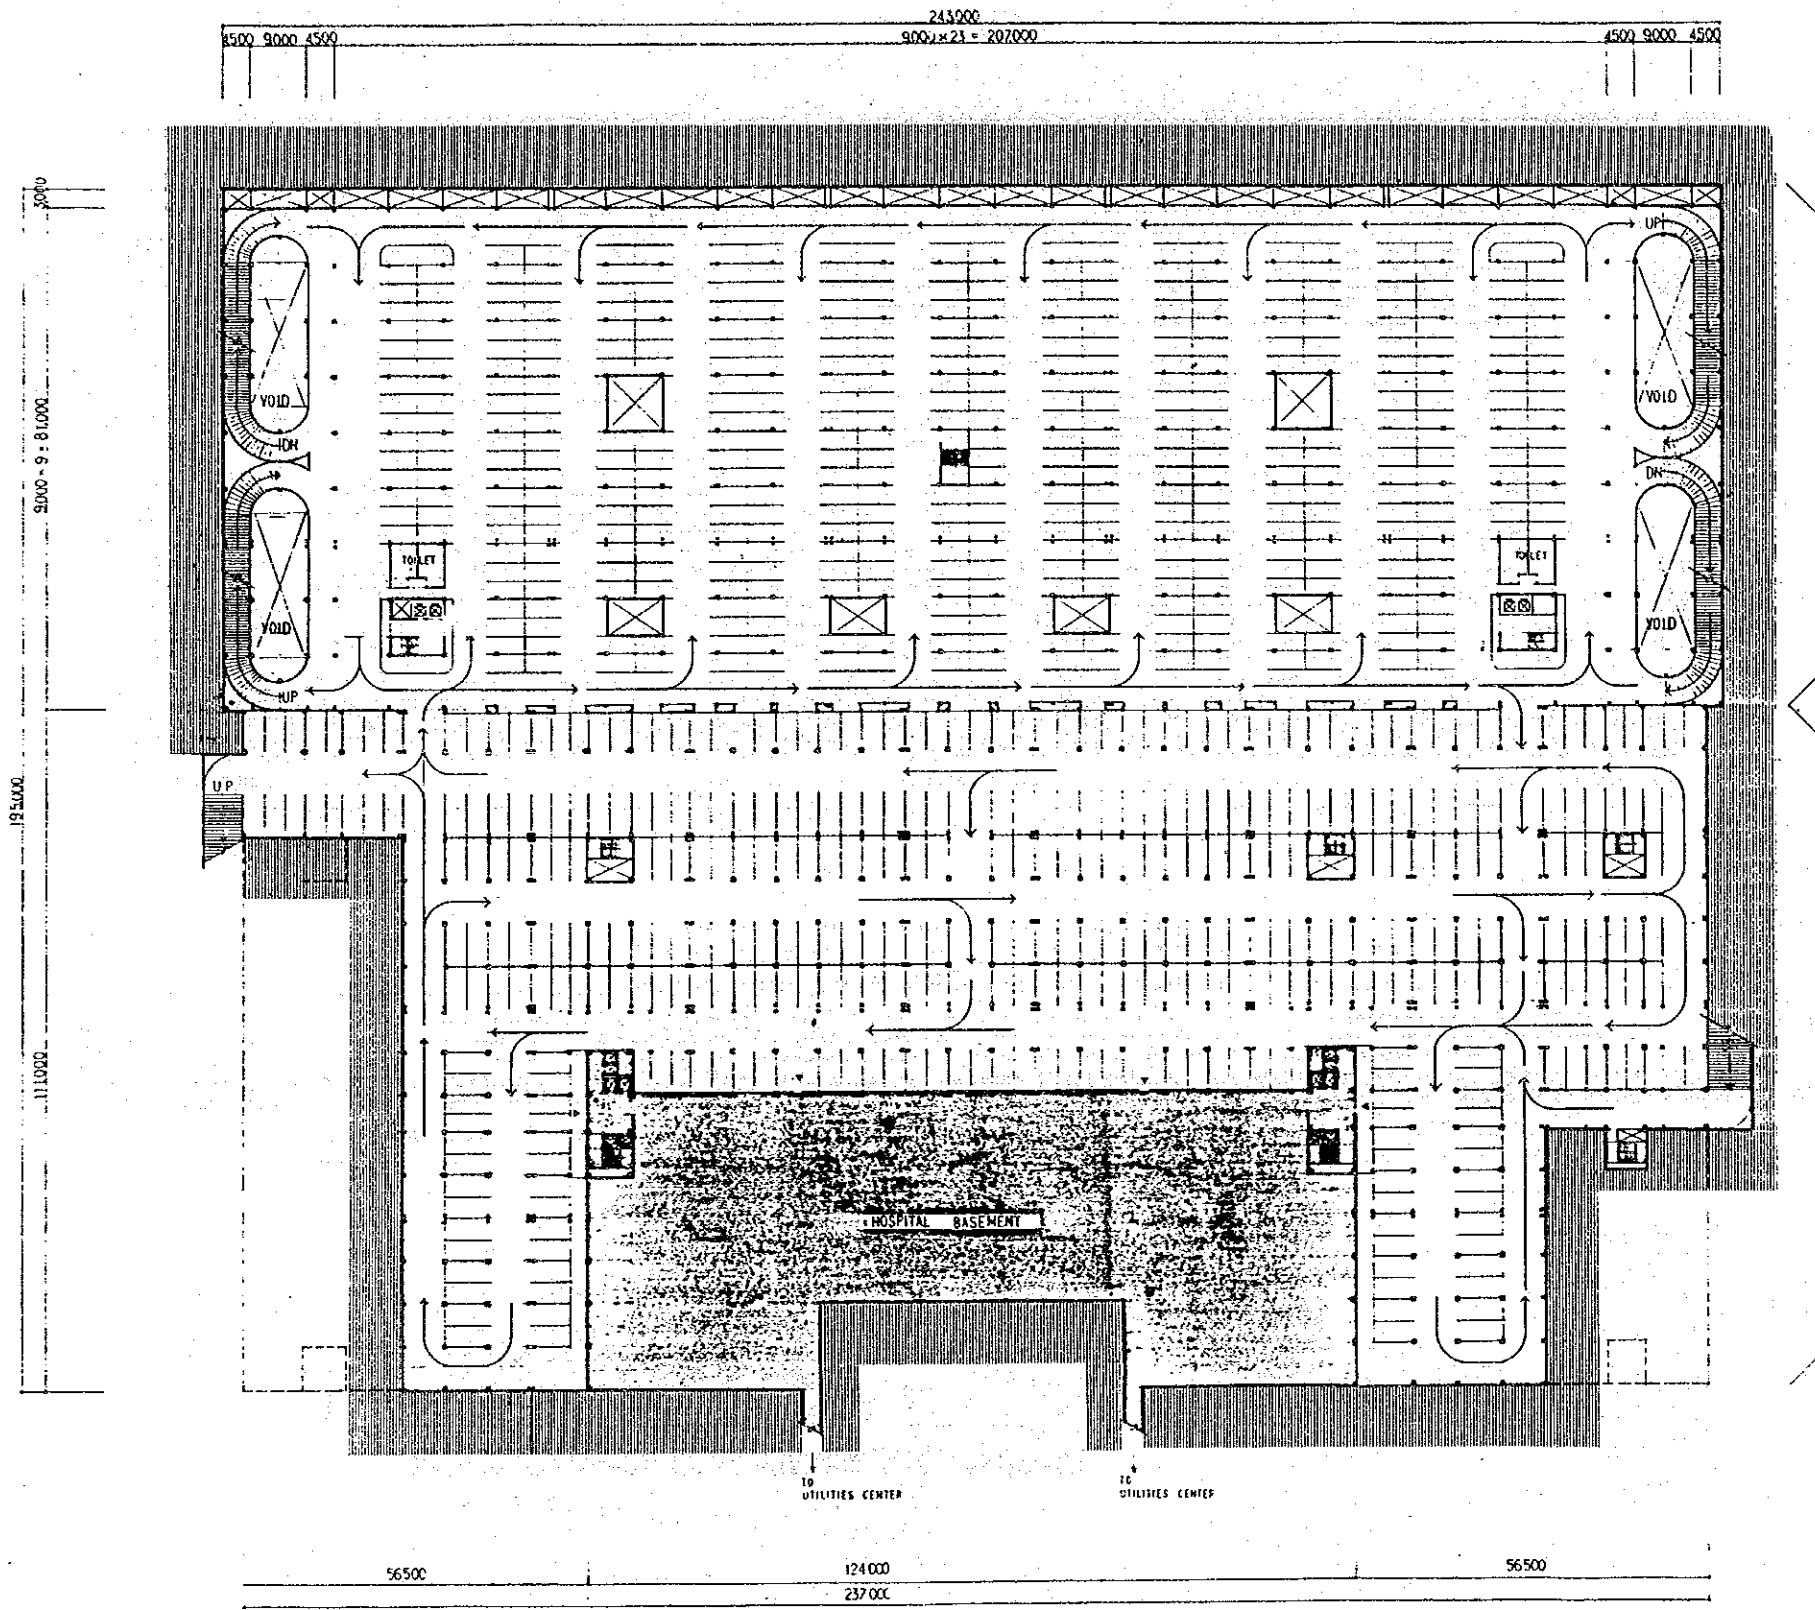 243000
9000×23 = 207000
4500 9000 4500
4500 9000 4500
3000
9000×9=81,000
195000
111000
UP
VOID
VOID
DN
DN
VOID
VOID
TOILET
TOILET
UP
UP
HOSPITAL BASEMENT
TO
UTILITIES CENTER
TO
UTILITIES CENTER
56500
124000
56500
237000